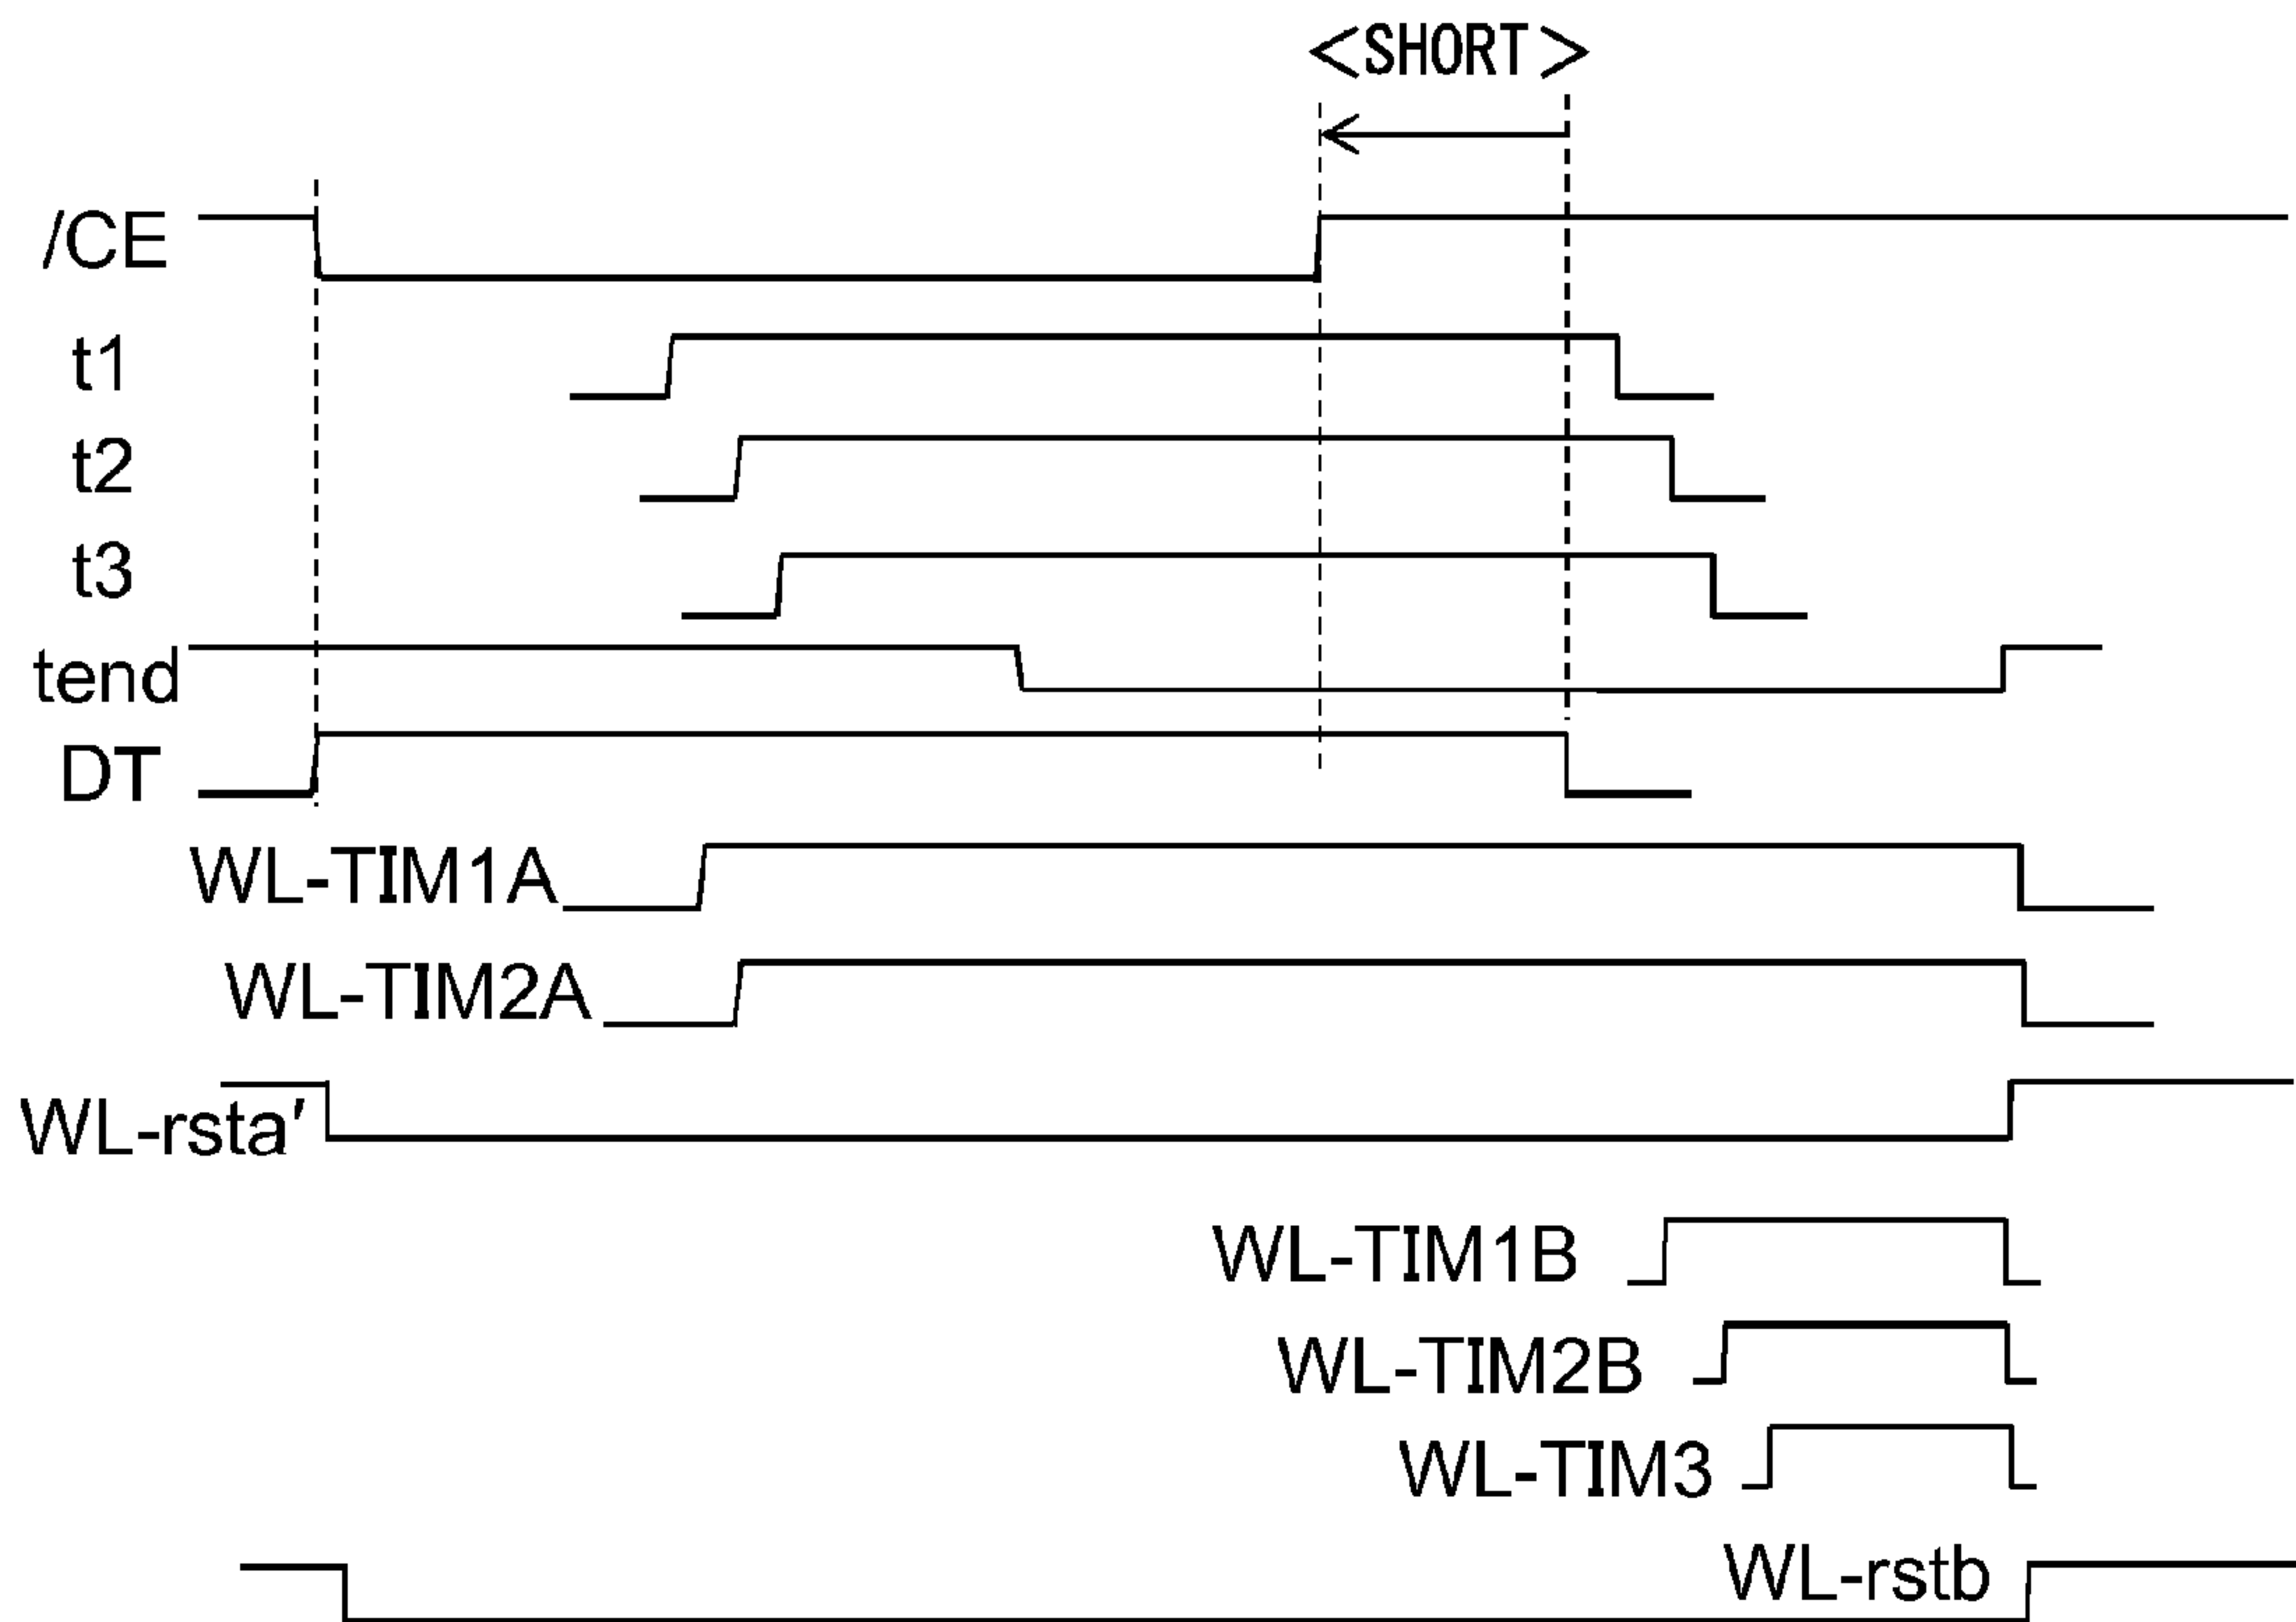 <SHORT>
/CE
t1
t2
t3
tend
DT
WL-TIM1A
WL-TIM2A
WL-rsta'
WL-TIM1B
WL-TIM2B
WL-TIM3
WL-rstb